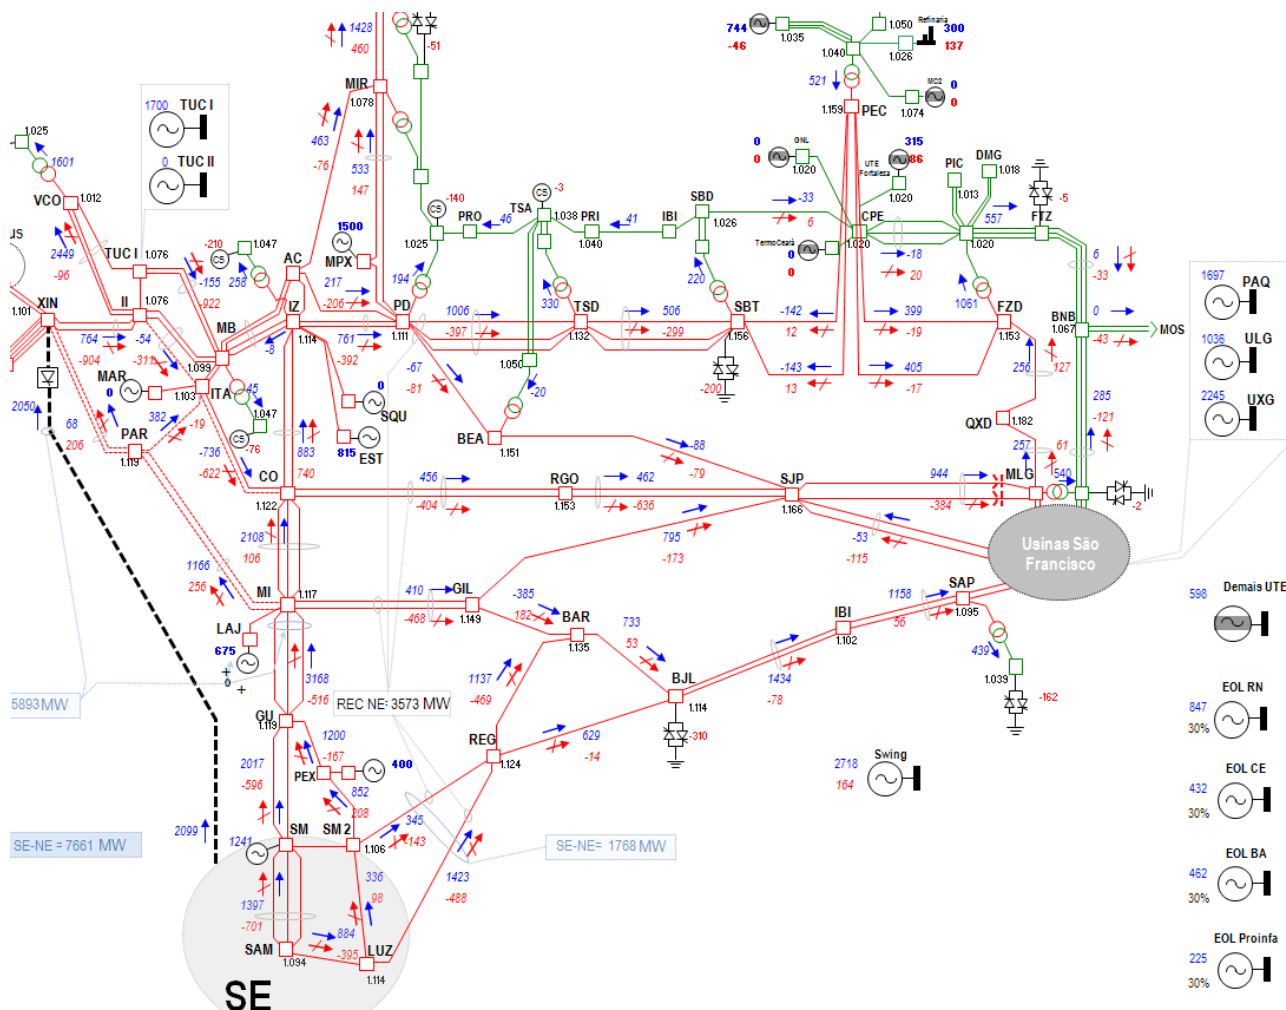 1428
460
-51
744
-46
1.035
1.050
Refinaria
300
137
1.040
1.026
521
MC2
0
0
1.074
1.159
PEC
MIR
1.078
463
-76
533
147
1700
TUC I
0
TUC II
1.025
1601
VCO
1.012
GNL
0
0
1.020
315
86
UTE
Fortaleza
1.020
PIC
1.013
DMG
1.018
-5
-140
-3
CS
CS
TSA
1.038
PRO
46
1.025
PRI
1.040
41
IBI
SBD
1.026
-33
6
CPE
1.020
TermoCeará
0
0
-18
20
557
1.020
FTZ
6
-33
us
XIN
1.101
2449
-96
TUC I
1.076
II
1.076
-210
CS
1.047
258
-155
-922
AC
IZ
1.114
MPX
1500
217
-206
194
PD
1.111
330
TSD
1.132
220
SBT
1.156
1061
FZD
1.153
BNB
1.067
0
-43
MOS
1697
PAQ
1036
ULG
2245
UXG
764
-904
-54
-311
MB
1.099
-8
761
-392
1006
-397
506
-299
-142
12
399
-19
MAR
0
1.103
ITA
45
1.047
CS
-76
0
SQU
815
EST
-67
-81
1.050
-20
-200
-143
13
405
-17
256
127
285
-121
2050
68
206
PAR
1.119
382
-19
-736
-622
883
740
BEA
1.151
-88
-79
QXD
1.182
257
61
CO
1.122
456
-404
RGO
1.153
462
-636
SJP
1.166
944
-384
MLG
540
-2
2108
106
795
-173
-53
-115
Usinas São
Francisco
1166
256
MI
1.117
410
-468
GIL
1.149
-385
182
BAR
1.135
733
53
IBI
1.102
1158
56
SAP
1.095
439
1.039
-162
LAJ
675
+
+
3168
-516
5893 MW
REC NE: 3573 MW
1137
-469
BJL
1.114
-310
1434
-78
598
Demais UTE
GU
1.119
1200
-167
PEX
400
852
208
REG
1.124
629
-14
847
EOL RN
30%
2017
-596
2718
164
Swing
432
EOL CE
30%
SE-NE = 7661 MW
2099
1241
SM
SM 2
1.106
345
-143
SE-NE= 1768 MW
462
EOL BA
30%
1397
-701
336
98
1423
-488
SAM
1.094
884
-395
LUZ
1.114
225
EOL Proinfa
30%
SE